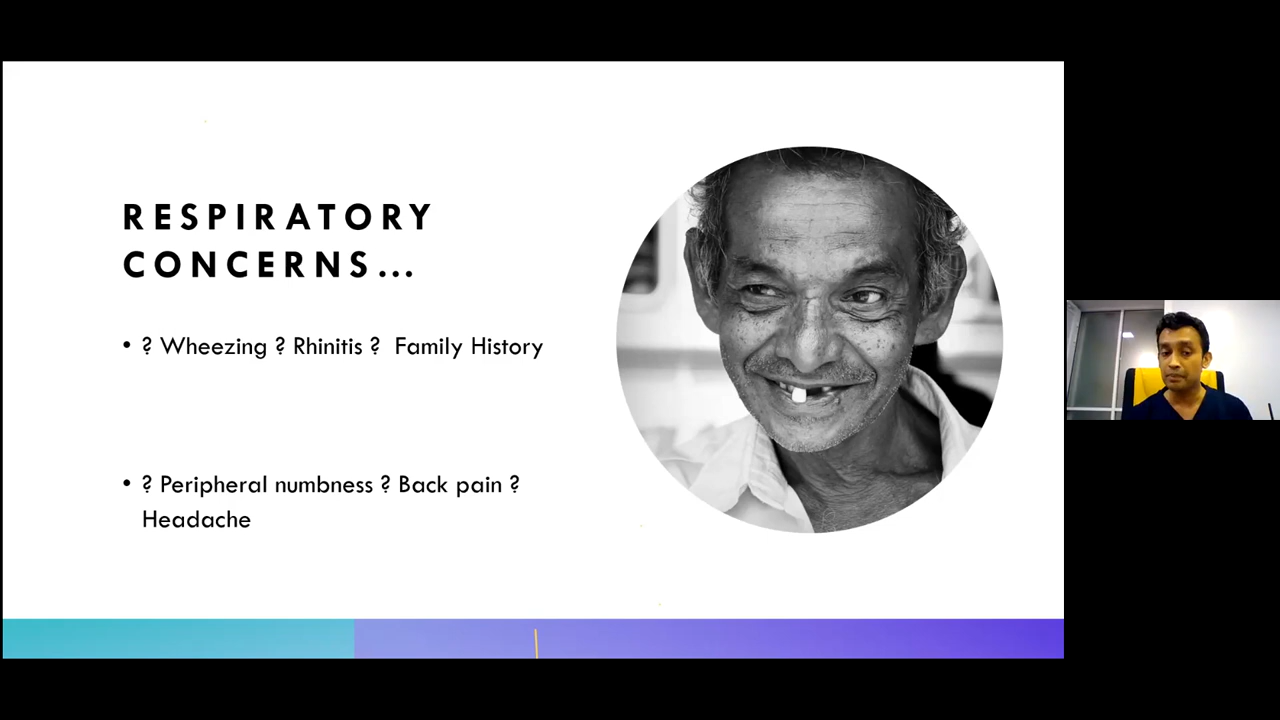 RESPIRATORY
CONCERNS...
• ? Wheezing ? Rhinitis ?  Family History
• ? Peripheral numbness ? Back pain ?
Headache